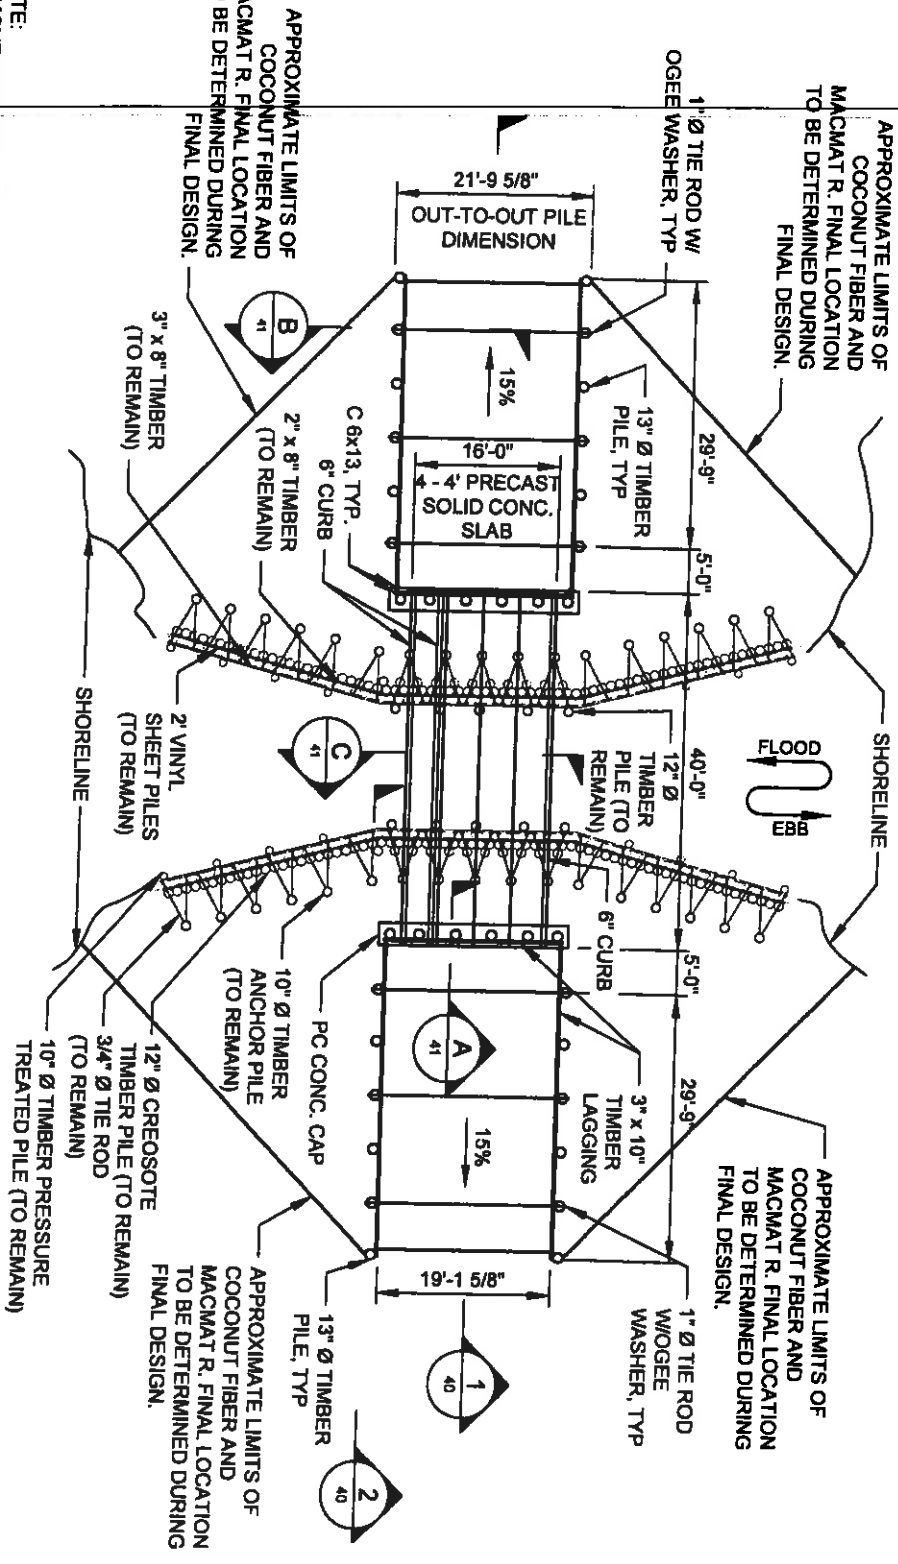 APPROXIMATE LIMITS OF
COCONUT FIBER AND
MACMAT R. FINAL LOCATION
TO BE DETERMINED DURING
FINAL DESIGN.
1" Ø TIE ROD W/
OGEE WASHER, TYP
21'-9 5/8"
OUT-TO-OUT PILE
DIMENSION
APPROXIMATE LIMITS OF
COCONUT FIBER AND
MACMAT R. FINAL LOCATION
BE DETERMINED DURING
FINAL DESIGN.
TE:
B
41
3" x 8" TIMBER
(TO REMAIN)
2" x 8" TIMBER
(TO REMAIN)
C 6x13, TYP.
6" CURB
15%
16'-0"
4 - 4' PRECAST
SOLID CONC.
SLAB
13" Ø TIMBER
PILE, TYP
29'-9"
5'-0"
SHORELINE
FLOOD
EBB
40'-0"
12" Ø
TIMBER
PILE (TO
REMAIN)
C
41
2' VINYL
SHEET PILES
(TO REMAIN)
SHORELINE
6" CURB
5'-0"
29'-9"
3" x 10"
TIMBER
LAGGING
A
41
15%
PC CONC. CAP
10" Ø TIMBER
ANCHOR PILE
(TO REMAIN)
12" Ø CREOSOTE
TIMBER PILE (TO REMAIN)
3/4" Ø TIE ROD
(TO REMAIN)
10" Ø TIMBER PRESSURE
TREATED PILE (TO REMAIN)
APPROXIMATE LIMITS OF
COCONUT FIBER AND
MACMAT R. FINAL LOCATION
TO BE DETERMINED DURING
FINAL DESIGN.
1" Ø TIE ROD
W/OGEE
WASHER, TYP
19'-1 5/8"
1
40
13" Ø TIMBER
PILE, TYP
2
40
APPROXIMATE LIMITS OF
COCONUT FIBER AND
MACMAT R. FINAL LOCATION
TO BE DETERMINED DURING
FINAL DESIGN.